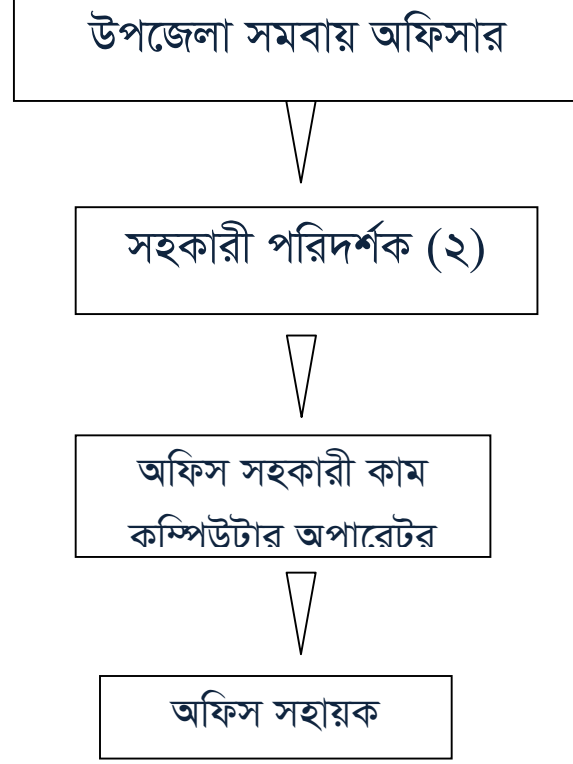 উপজেলা সমবায় অফিসার
সহকারী পরিদর্শক (২)
অফিস সহকারী কাম
কম্পিউটার অপারেটর
অফিস সহায়ক